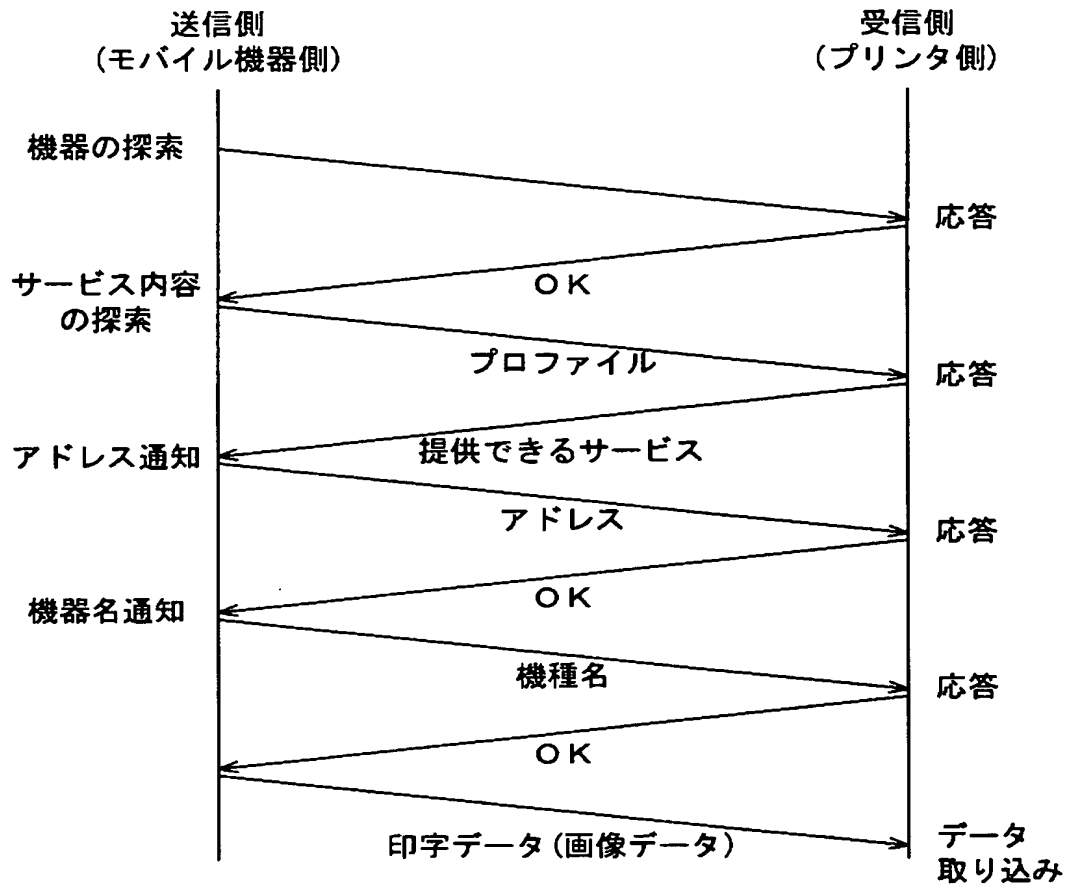 送信側
(モバイル機器側)
受信側
(プリンタ側)
機器の探索
応答
OK
サービス内容
の探索
プロファイル
応答
提供できるサービス
アドレス通知
アドレス
応答
OK
機器名通知
機種名
応答
OK
印字データ(画像データ)
データ
取り込み